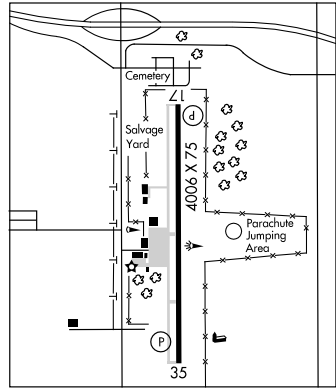 Cemetery
17
P
Salvage
Yard
4006 X 75
Parachute
Jumping
Area
P
35